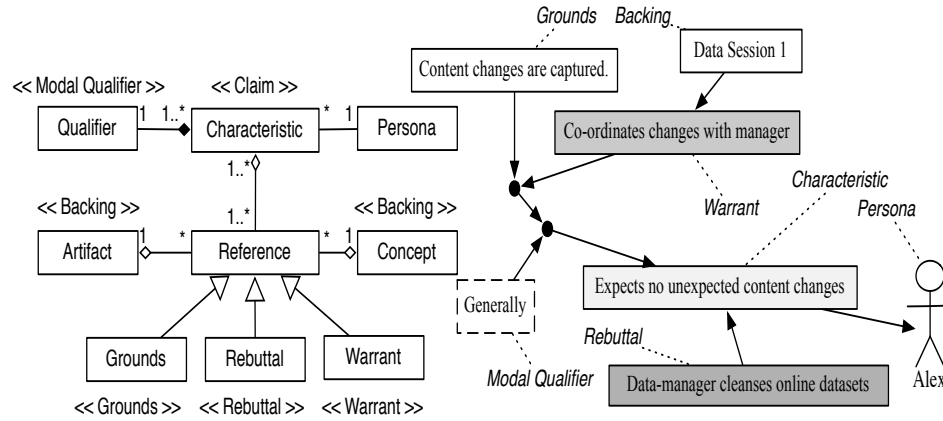 << Modal Qualifier >>
<< Claim >>
Qualifier
1
1..*
Characteristic
*
1
Persona
1..*
1..*
<< Backing >>
<< Backing >>
Artifact
1
*
Reference
*
1
Concept
Grounds
Rebuttal
Warrant
<< Grounds >>
<< Rebuttal >>
<< Warrant >>
Grounds
Backing
Content changes are captured.
Data Session 1
Co-ordinates changes with manager
Warrant
Characteristic
Persona
Expects no unexpected content changes
Generally
Rebuttal
Modal Qualifier
Data-manager cleanses online datasets
Alex